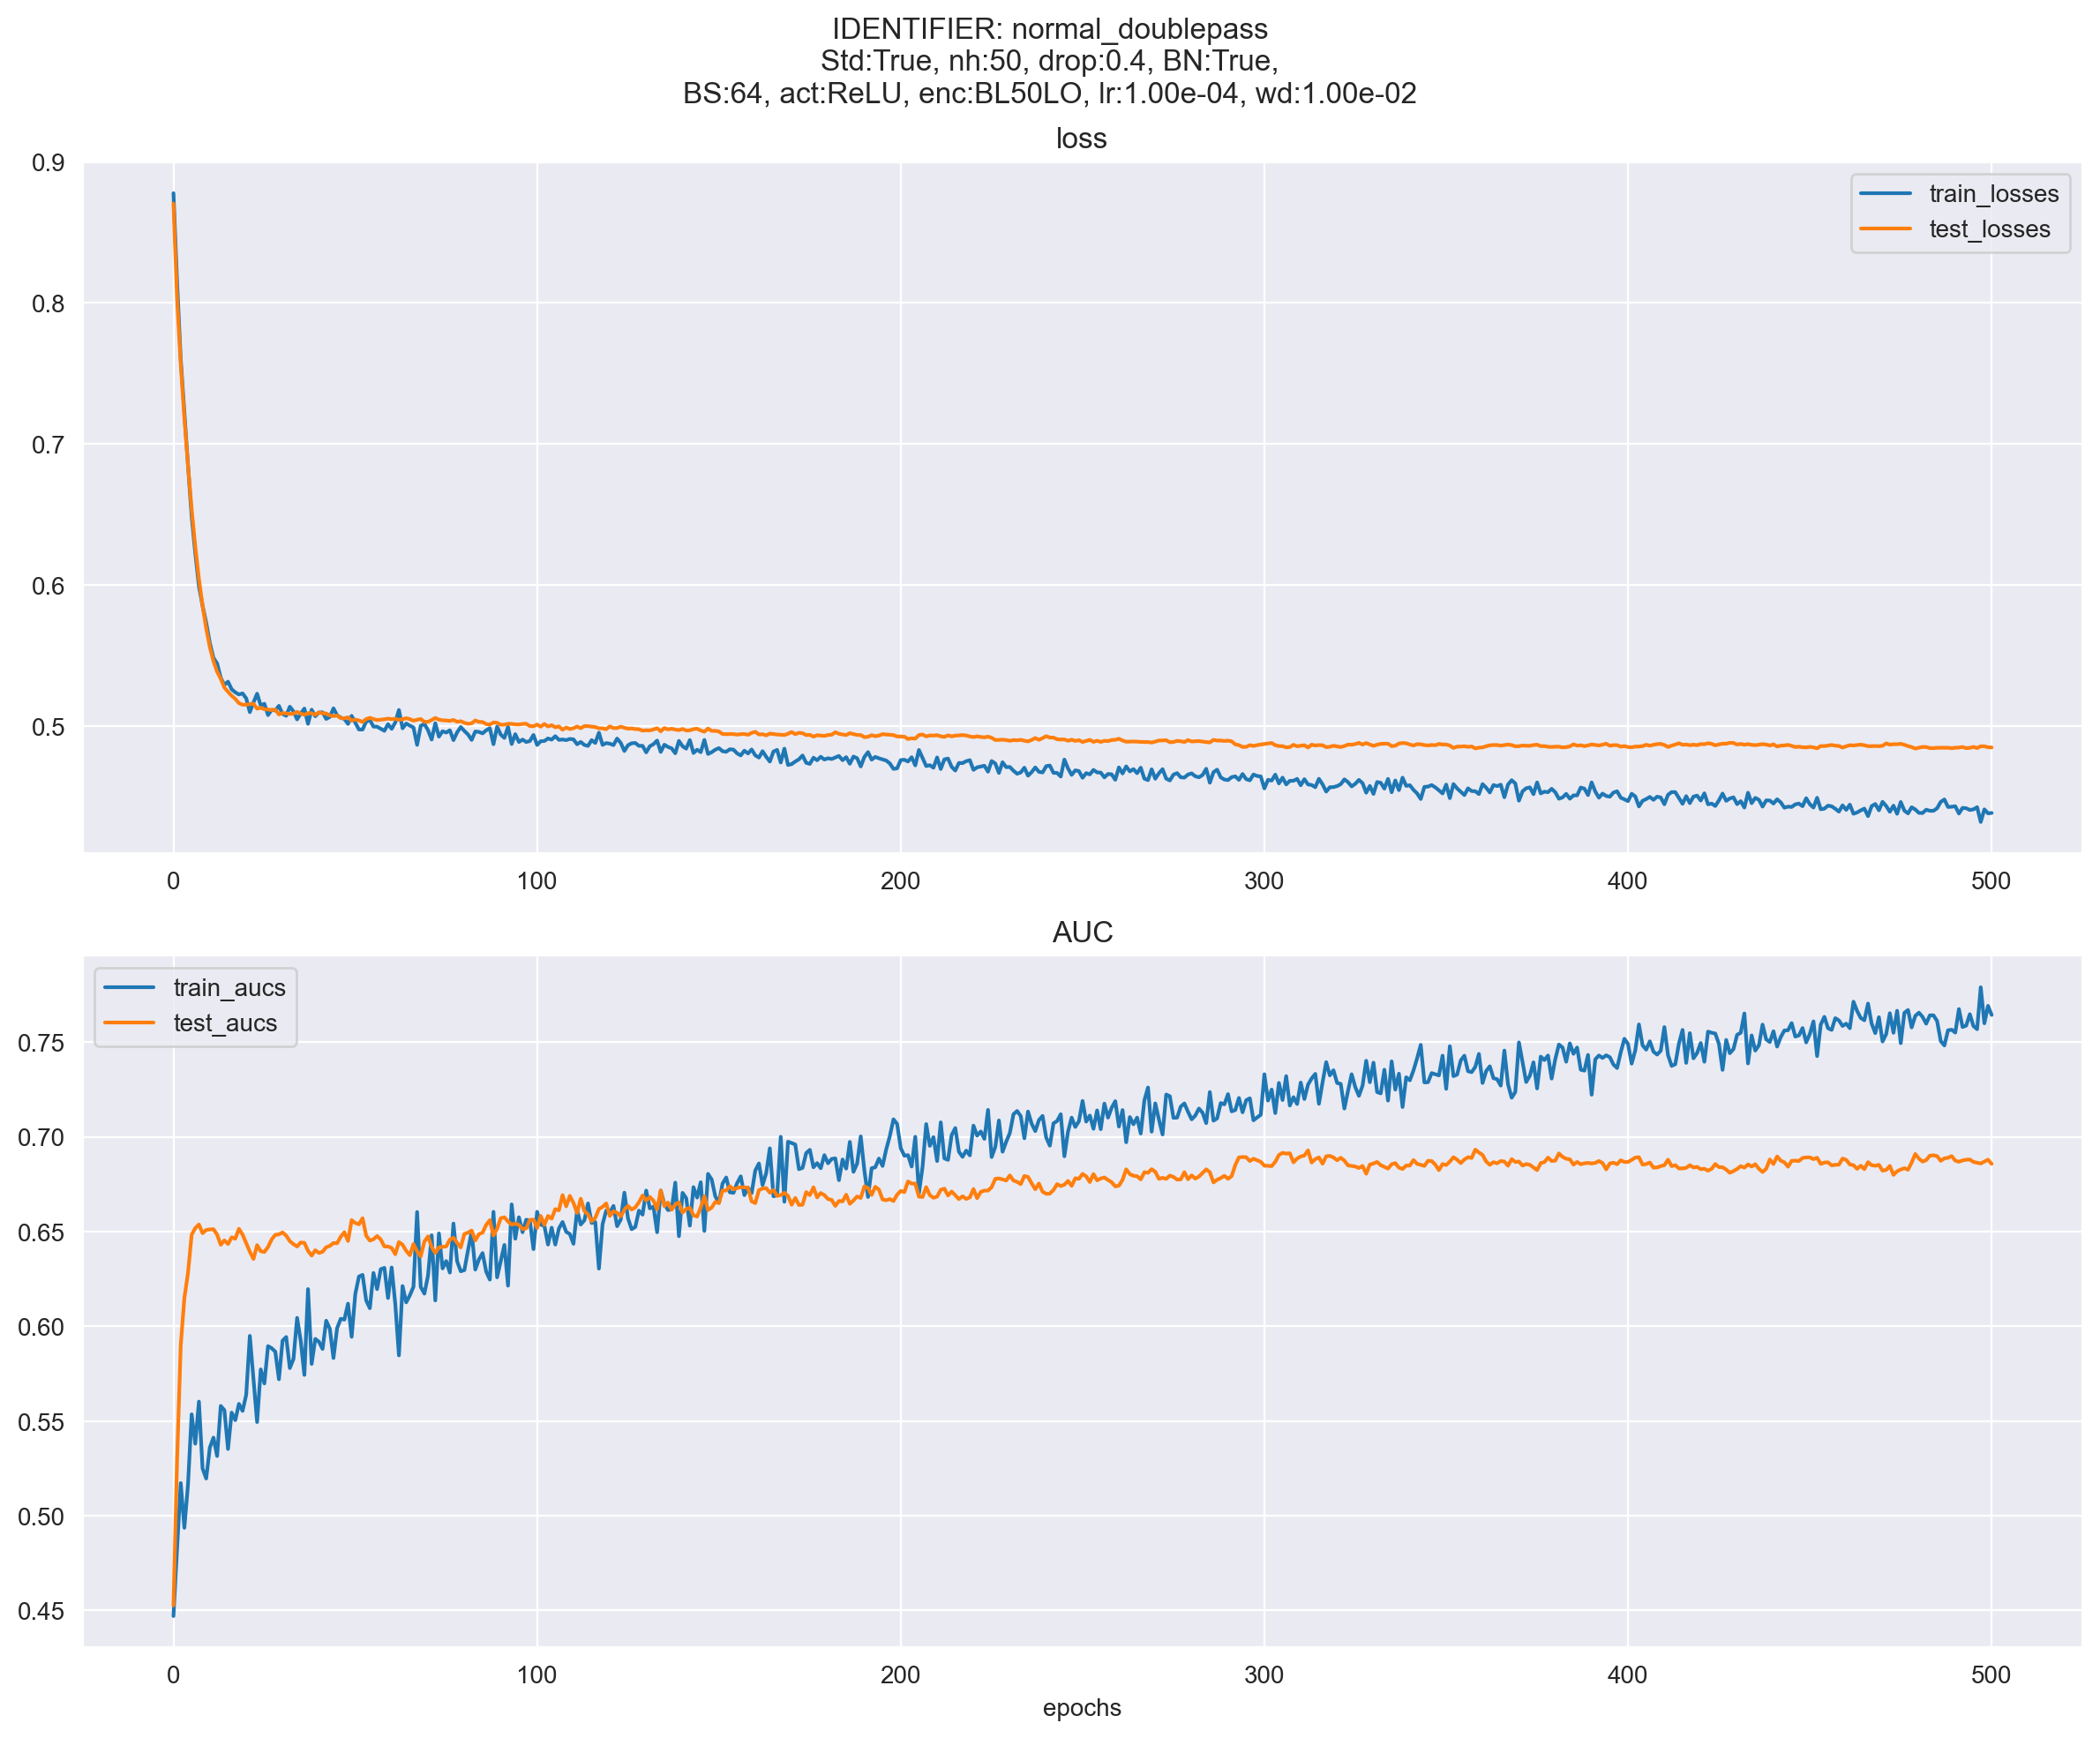 IDENTIFIER: normal_doublepass
Std:True, nh:50, drop:0.4, BN:True,
BS:64, act:ReLU, enc:BL50LO, lr:1.00e-04, wd:1.00e-02
loss
0.9
0.8
0.7
0.6
0.5
train_losses
test_losses
0 100 200 300 400 500
AUC
train_aucs
test_aucs
0.75
0.70
0.65
0.60
0.55
0.50
0.45
0 100 200 300 400 500
epochs